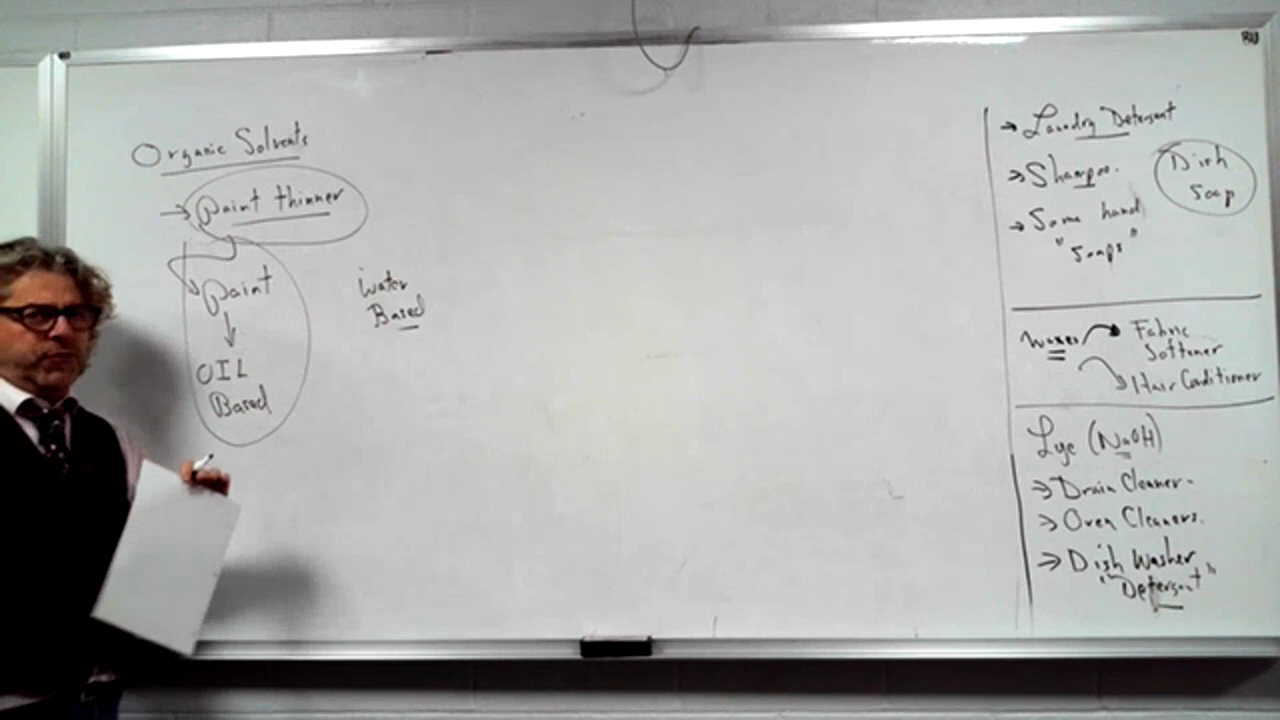 Organic Solvents
→ paint thinner
paint
↓
OIL
Based
water
Based
→ Laundry Detergent
→ Shampoo.
→ Some hand
"Soaps"
Dish
Soap
waxes → Fabric
Softener
→ Hair Conditioner
Lye (NaOH)
→ Drain Cleaner.
→ Oven Cleaners.
→ Dish Washer
"Detergent"